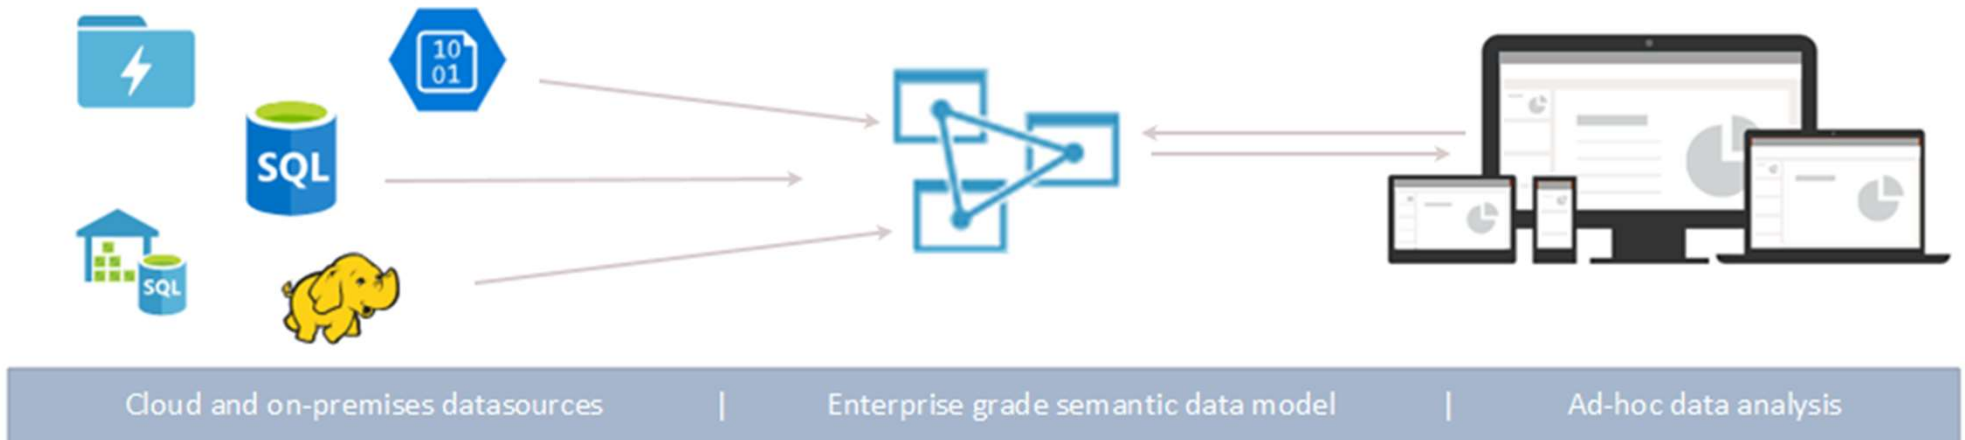 10
01
SQL
SQL
Cloud and on-premises datasources | Enterprise grade semantic data model | Ad-hoc data analysis